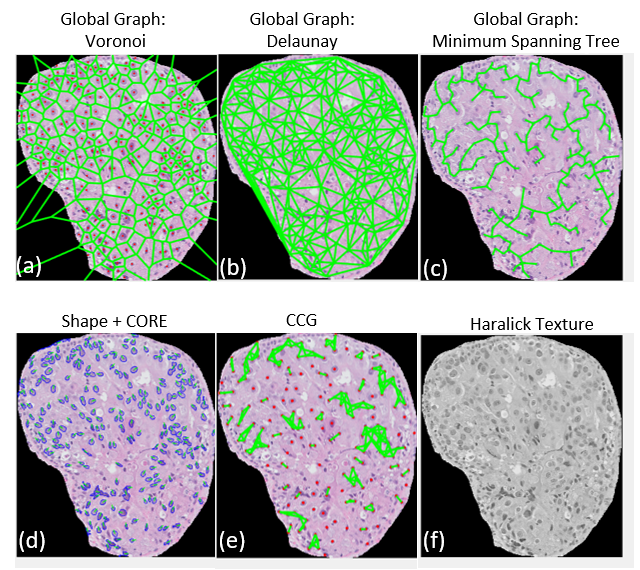 Global Graph:
Voronoi
Global Graph:
Delaunay
Global Graph:
Minimum Spanning Tree
(a)
(b)
(c)
Shape + CORE
CCG
Haralick Texture
(d)
(e)
(f)